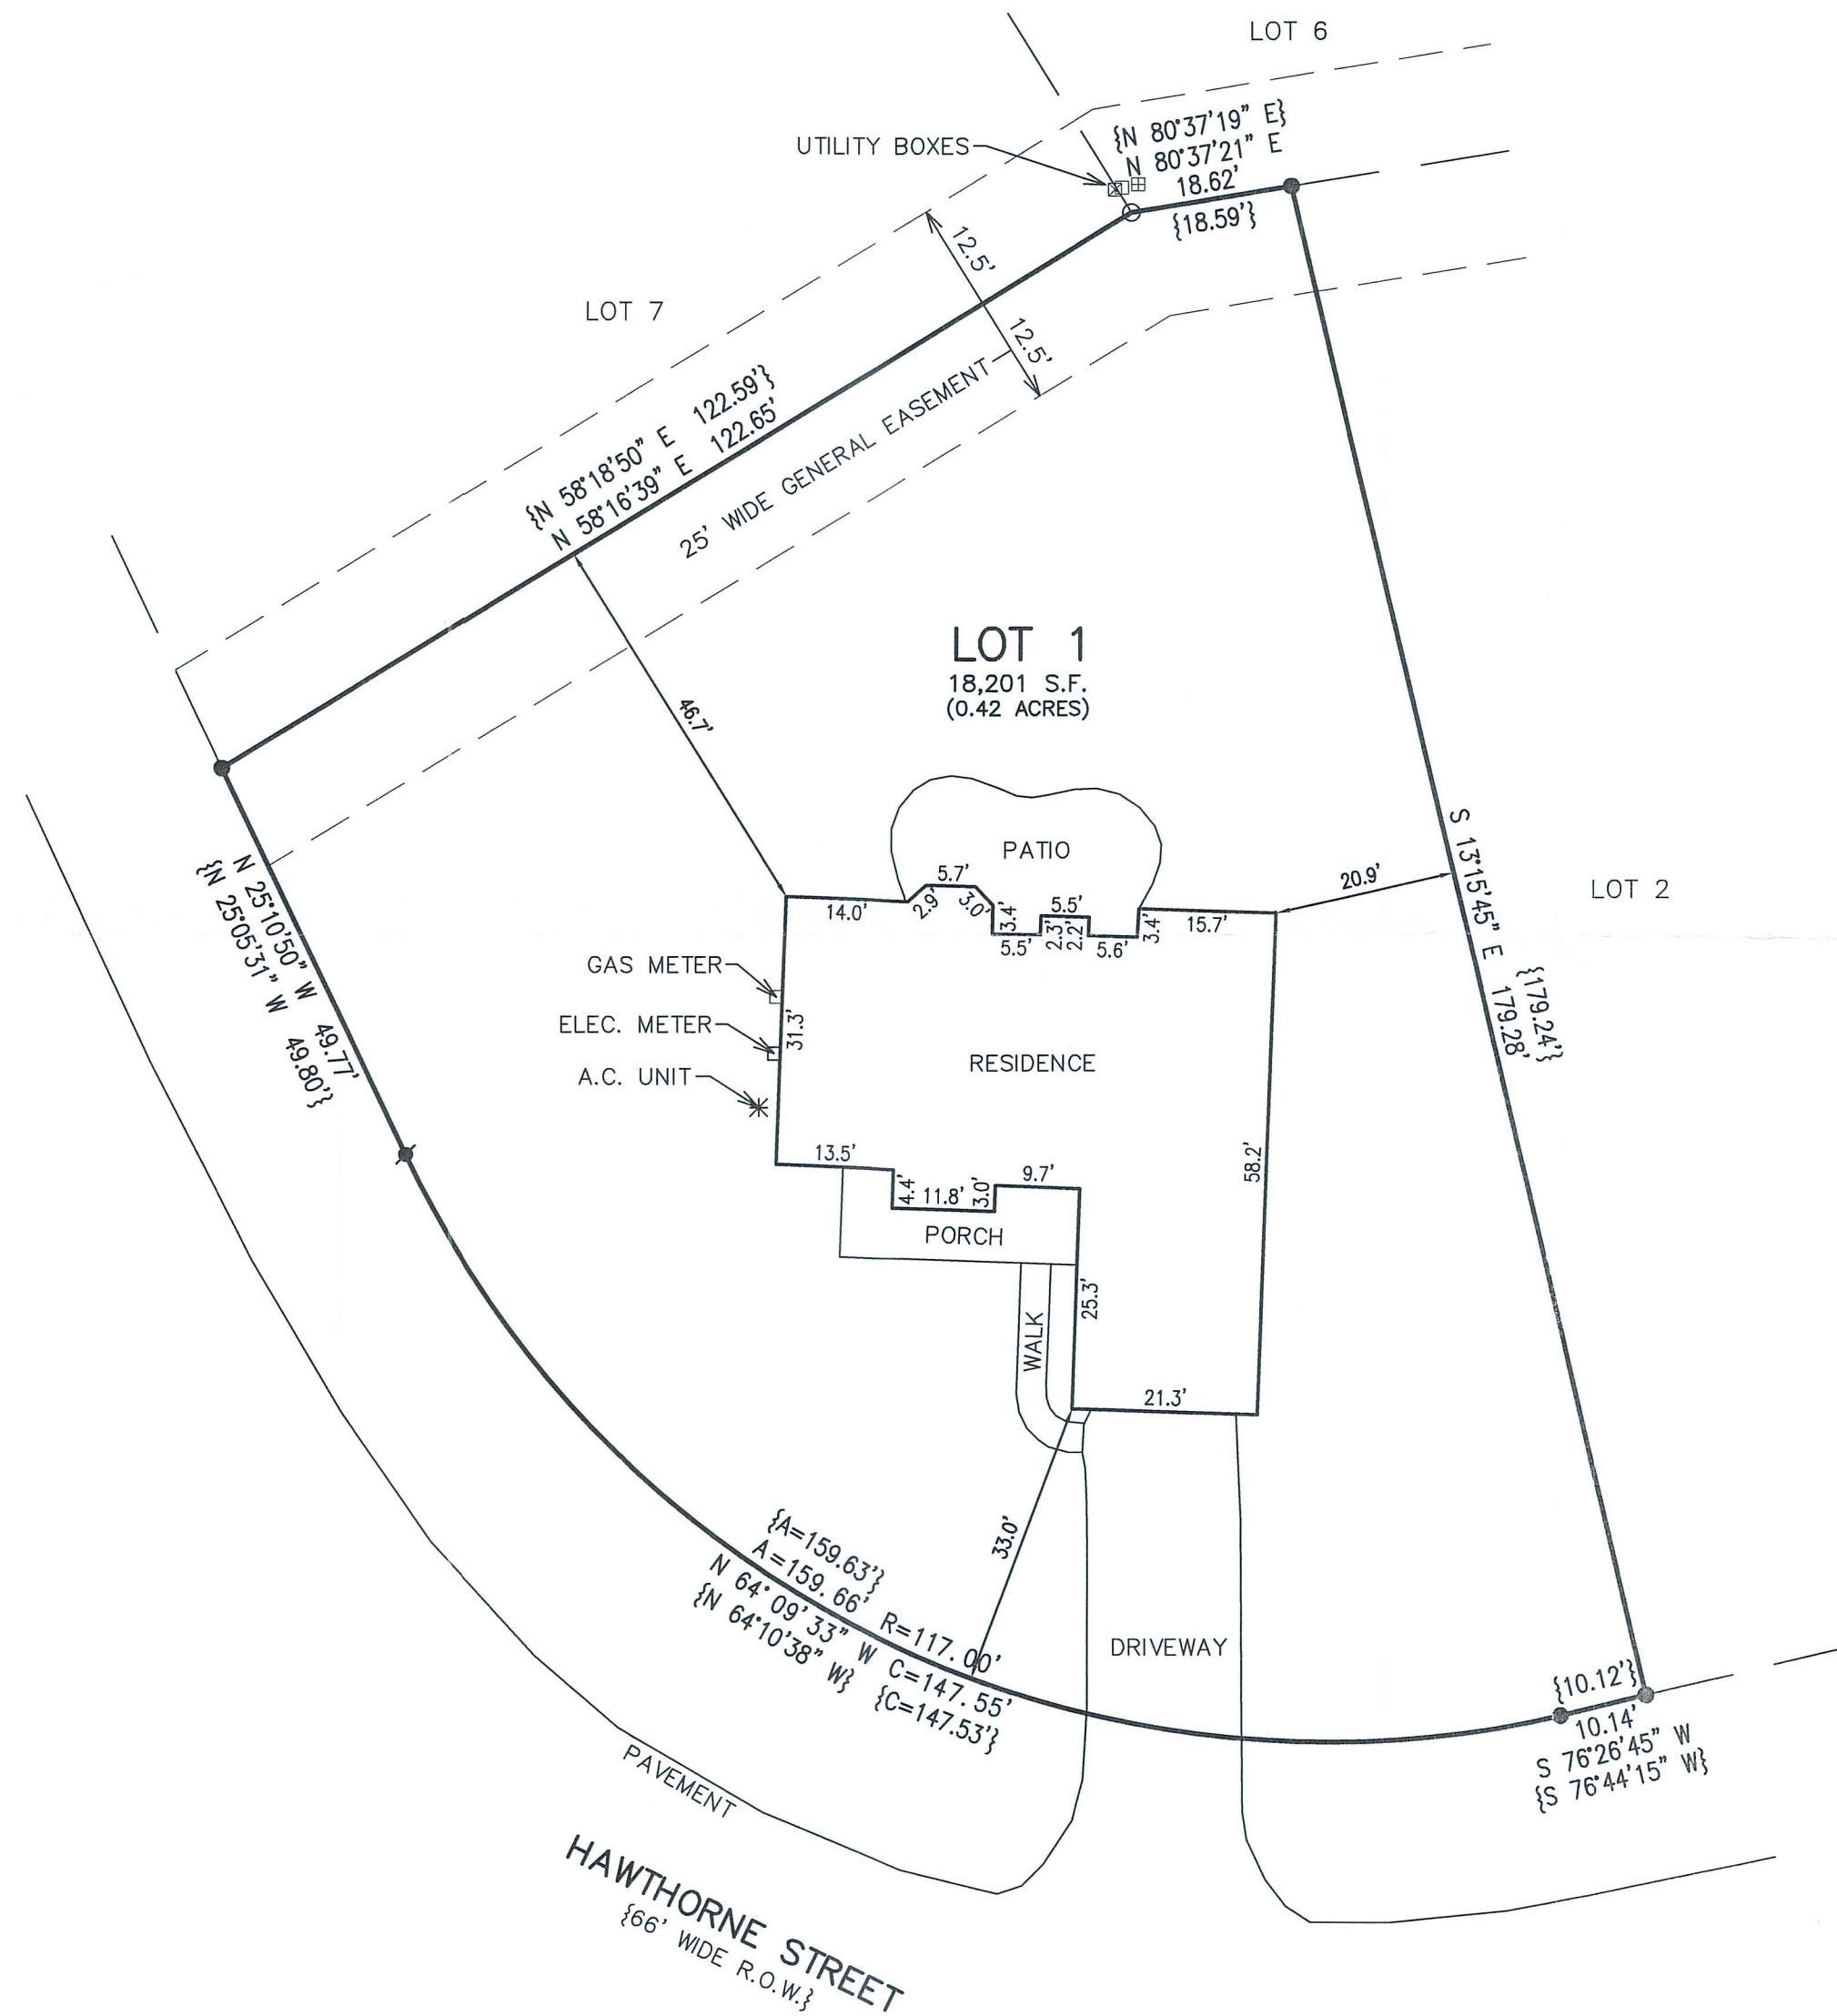 LOT 6
{N 80°37'19" E}
N 80°37'21" E
18.62'
{18.59'}
UTILITY BOXES
12.5'
12.5'
LOT 7
{N 58°18'50" E 122.59'}
N 58°16'39" E 122.65'
25' WIDE GENERAL EASEMENT
LOT 1
18,201 S.F.
(0.42 ACRES)
46.7'
PATIO
S 13°15'45" E 179.28'
{179.24'}
20.9'
LOT 2
N 25°10'50" W 49.77'
{N 25°05'31" W 49.80'}
14.0'
2.9'
5.7'
3.0'
3.4'
5.5'
2.3'
5.5'
2.2'
5.6'
3.4'
15.7'
GAS METER
ELEC. METER
A.C. UNIT
31.3'
RESIDENCE
58.2'
13.5'
4.4'
11.8'
3.0'
9.7'
PORCH
25.3'
WALK
21.3'
33.0'
{A=159.63'}
A=159.66' R=117.00'
N 64°09'33" W C=147.55'
{N 64°10'38" W} {C=147.53'}
DRIVEWAY
{10.12'}
10.14'
S 76°26'45" W
{S 76°44'15" W}
PAVEMENT
HAWTHORNE STREET
{66' WIDE R.O.W.}